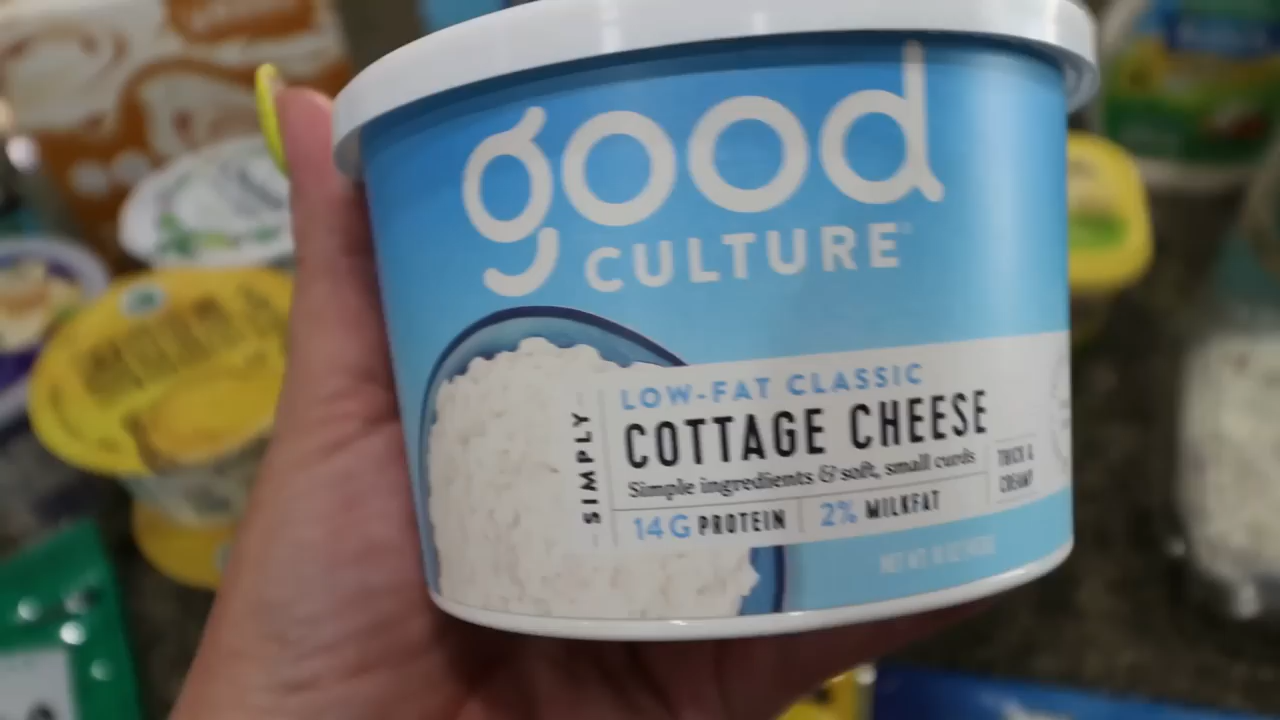 good
CULTURE
LOW-FAT CLASSIC
SIMPLY
COTTAGE CHEESE
Simple ingredients & soft, small curds
THICK &
CREAMY
14G PROTEIN
2% MILKFAT